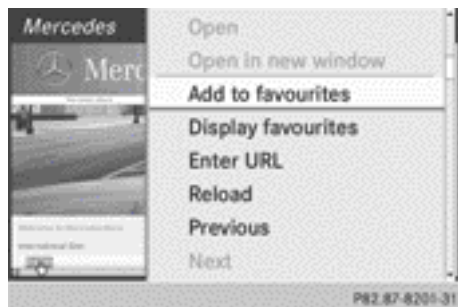 Mercedes
Merc
Open
Open in new window
Add to favourites
Display favourites
Enter URL
Reload
Previous
Next
P82.87-8201-31